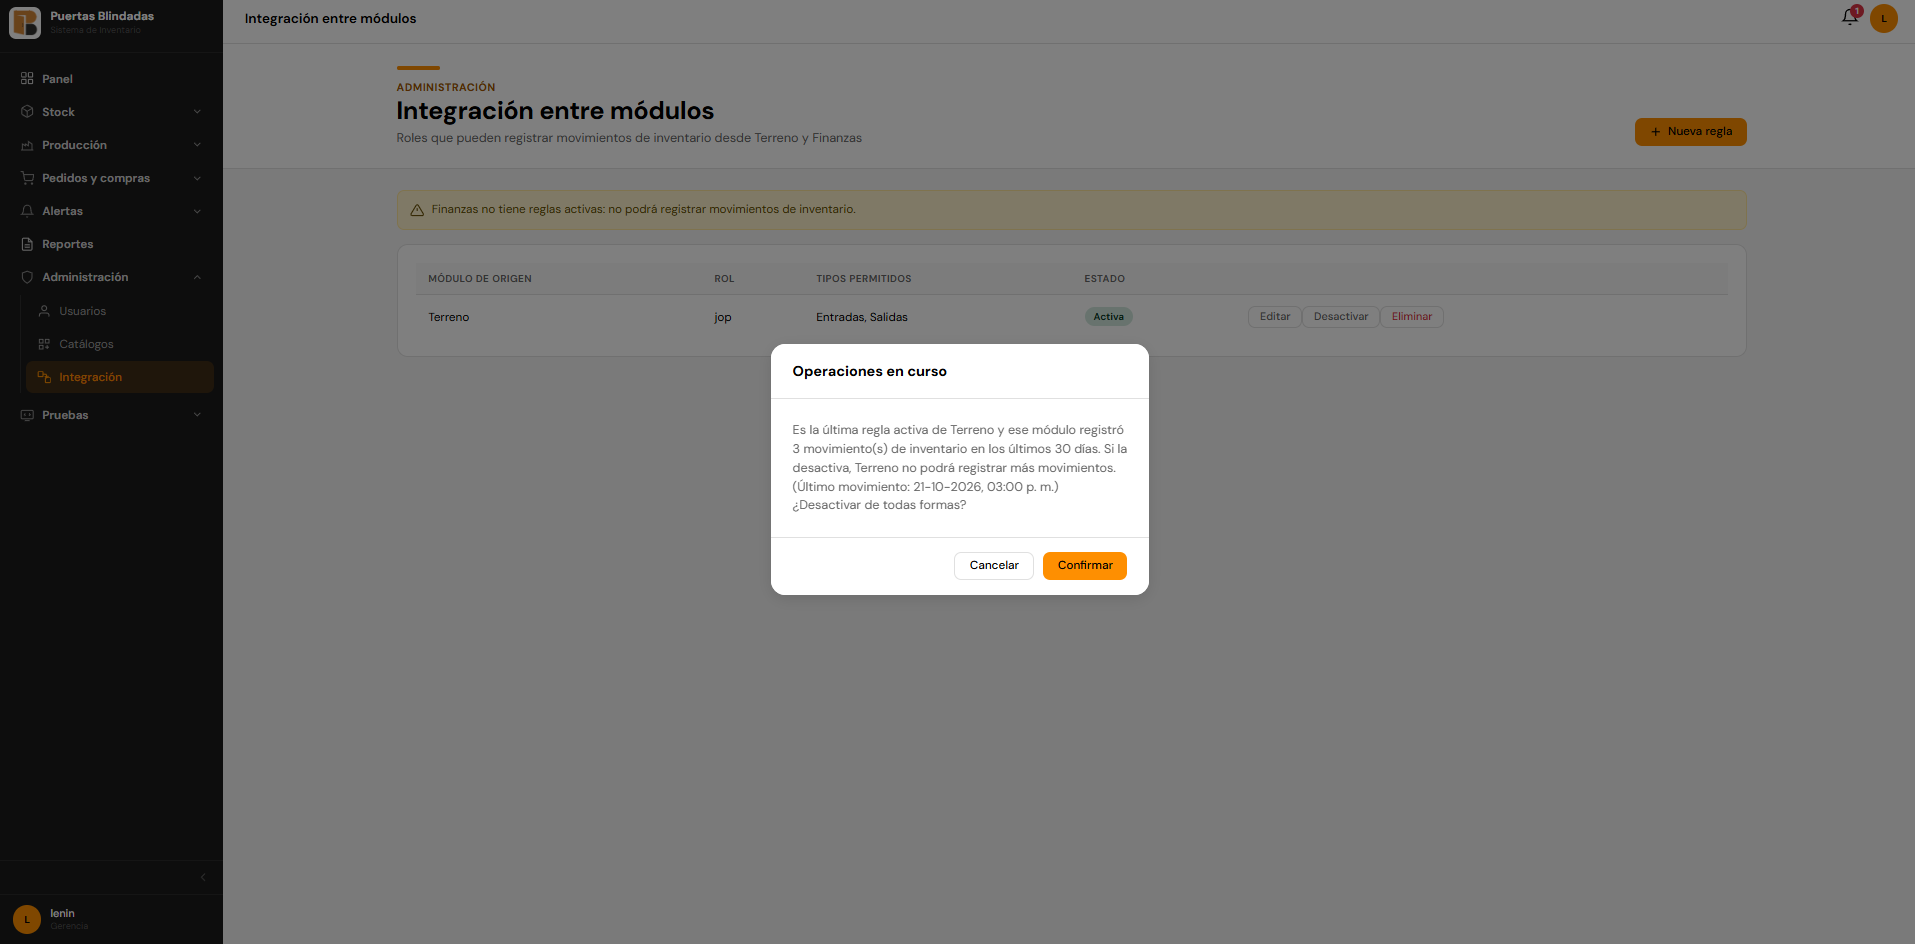 Puertas Blindadas
Sistema de Inventario
Integración entre módulos
1
L
Panel
Stock
Producción
Pedidos y compras
Alertas
Reportes
Administración
Usuarios
Catálogos
Integración
Pruebas
ADMINISTRACIÓN
Integración entre módulos
Roles que pueden registrar movimientos de inventario desde Terreno y Finanzas
+ Nueva regla
Finanzas no tiene reglas activas: no podrá registrar movimientos de inventario.
MÓDULO DE ORIGEN ROL TIPOS PERMITIDOS ESTADO
Terreno jop Entradas, Salidas Activa Editar Desactivar Eliminar
Operaciones en curso
Es la última regla activa de Terreno y ese módulo registró
3 movimiento(s) de inventario en los últimos 30 días. Si la
desactiva, Terreno no podrá registrar más movimientos.
(Último movimiento: 21-10-2026, 03:00 p. m.)
¿Desactivar de todas formas?
Cancelar Confirmar
L
lenin
Gerencia